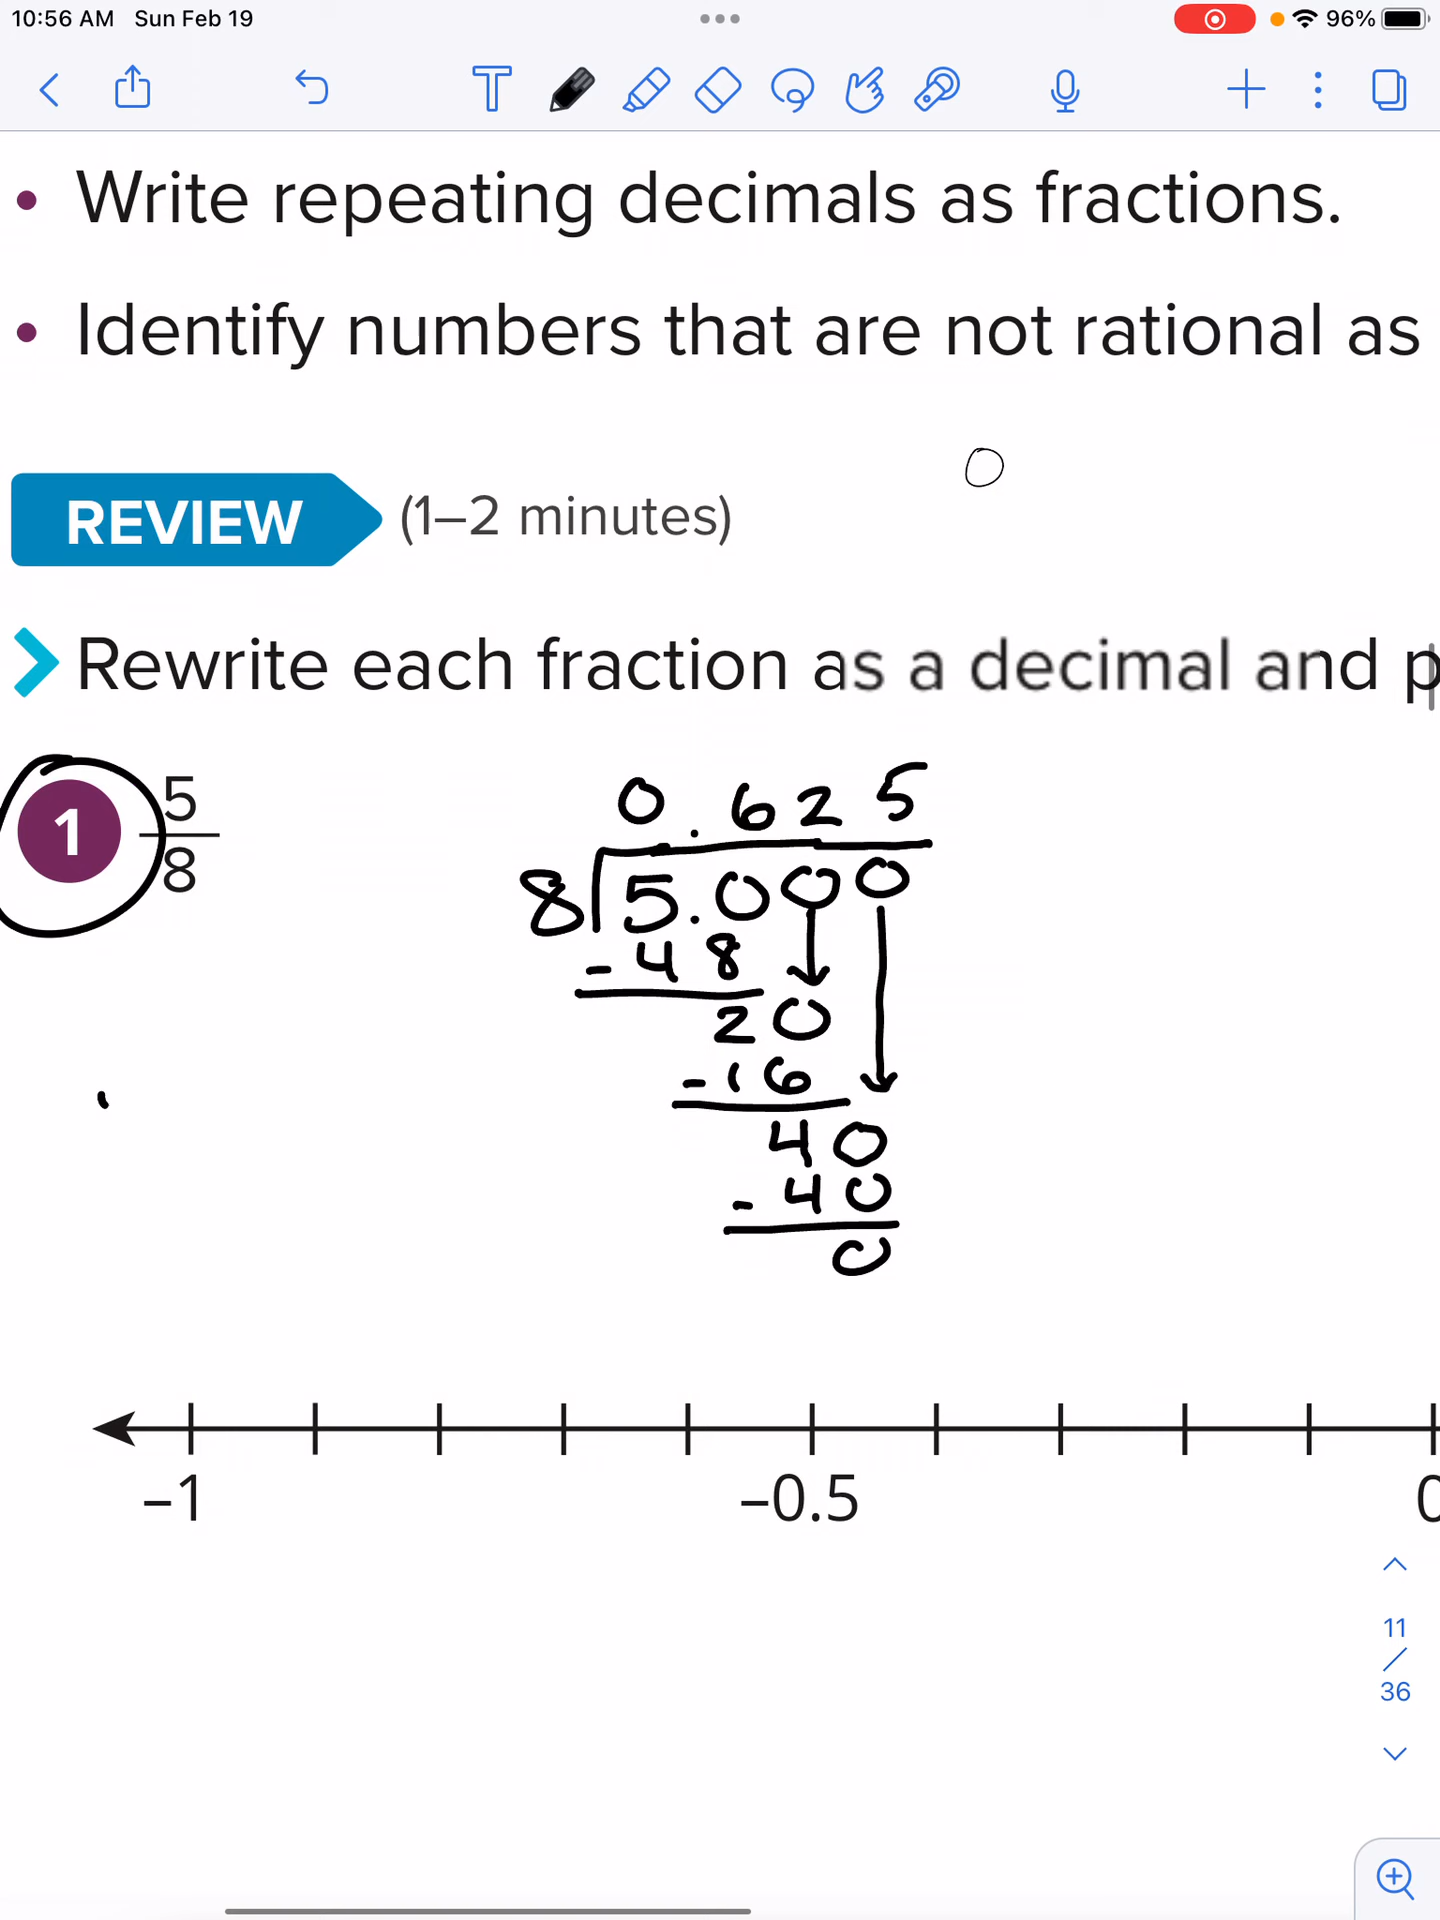 10:56 AM Sun Feb 19
96%
T
• Write repeating decimals as fractions.
• Identify numbers that are not rational as
REVIEW (1–2 minutes)
Rewrite each fraction as a decimal and p
1 5/8
0.625
8 5.000
- 48
20
- 16
40
- 40
0
–1 –0.5 0
11
/
36